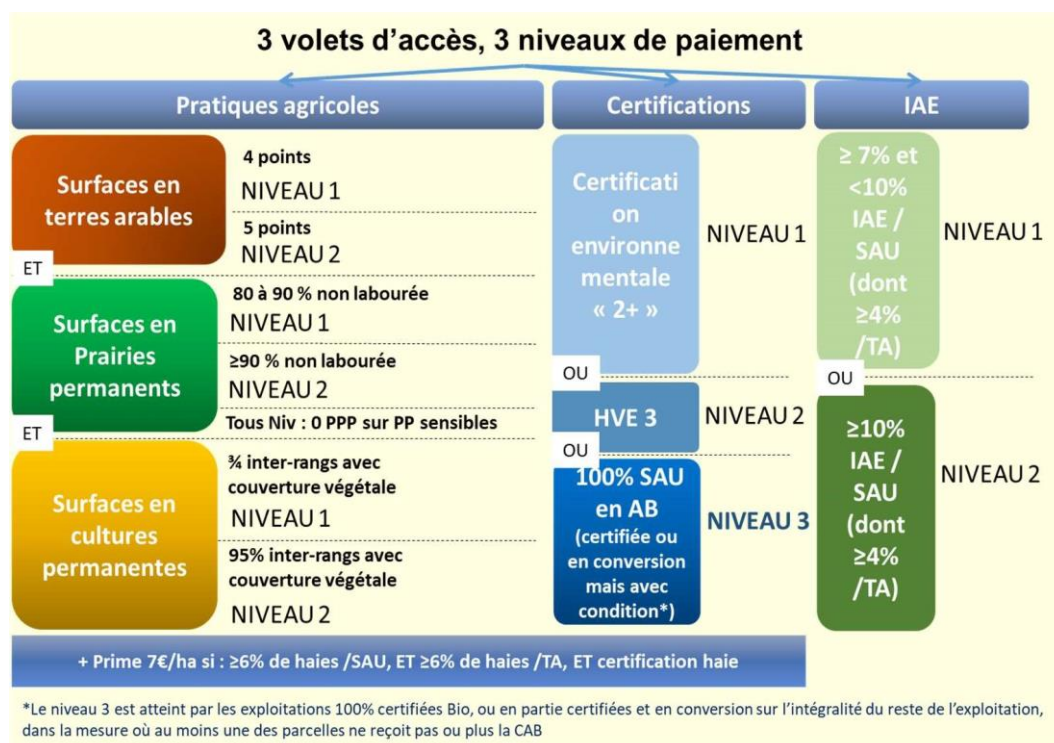 3 volets d'accès, 3 niveaux de paiement
Pratiques agricoles
Surfaces en
terres arables
4 points
NIVEAU 1
5 points
NIVEAU 2
ET
Surfaces en
Prairies
permanents
80 à 90 % non labourée
NIVEAU 1
≥90 % non labourée
NIVEAU 2
Tous Niv : 0 PPP sur PP sensibles
ET
Surfaces en
cultures
permanentes
¾ inter-rangs avec
couverture végétale
NIVEAU 1
95% inter-rangs avec
couverture végétale
NIVEAU 2
Certifications
Certificati
on
environne
mentale
« 2+ »
NIVEAU 1
OU
HVE 3
NIVEAU 2
OU
100% SAU
en AB
(certifiée ou
en conversion
mais avec
condition*)
NIVEAU 3
IAE
≥ 7% et
<10%
IAE /
SAU
(dont
≥4%
/TA)
NIVEAU 1
OU
≥10%
IAE /
SAU
(dont
≥4%
/TA)
NIVEAU 2
+ Prime 7€/ha si : ≥6% de haies /SAU, ET ≥6% de haies /TA, ET certification haie
*Le niveau 3 est atteint par les exploitations 100% certifiées Bio, ou en partie certifiées et en conversion sur l'intégralité du reste de l'exploitation,
dans la mesure où au moins une des parcelles ne reçoit pas ou plus la CAB